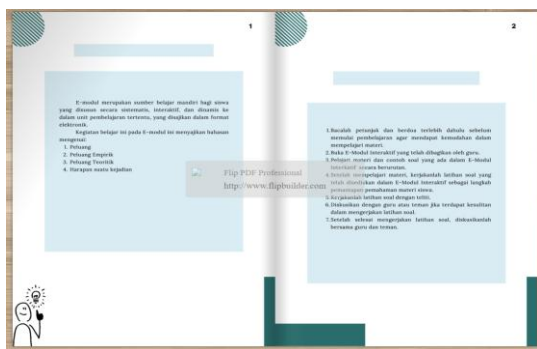 1
E-modul merupakan sumber belajar mandiri bagi siswa
yang disusun secara sistematis, interaktif, dan dinamis ke
dalam unit pembelajaran tertentu, yang disajikan dalam format
elektronik.
Kegiatan belajar ini pada E-modul ini menyajikan bahasan
mengenai:
1. Peluang
2. Peluang Empirik
3. Peluang Teoritik
4. Harapan suatu kejadian
Flip PDF Professional
http://www.flipbuilder.com
2
1. Bacalah petunjuk dan berdoa terlebih dahulu sebelum
memulai pembelajaran agar mendapat kemudahan dalam
mempelajari materi.
2. Buka E-Modul Interaktif yang telah dibagikan oleh guru.
3. Pelajari materi dan contoh soal yang ada dalam E-Modul
Interaktif secara berurutan.
4. Setelah mempelajari materi, kerjakanlah latihan soal yang
telah disediakan dalam E-Modul Interaktif sebagai langkah
pemantapan pemahaman materi siswa.
5. Kerjakanlah latihan soal dengan teliti.
6. Diskusikan dengan guru atau teman jika terdapat kesulitan
dalam mengerjakan latihan soal.
7. Setelah selesai mengerjakan latihan soal, diskusikanlah
bersama guru dan teman.